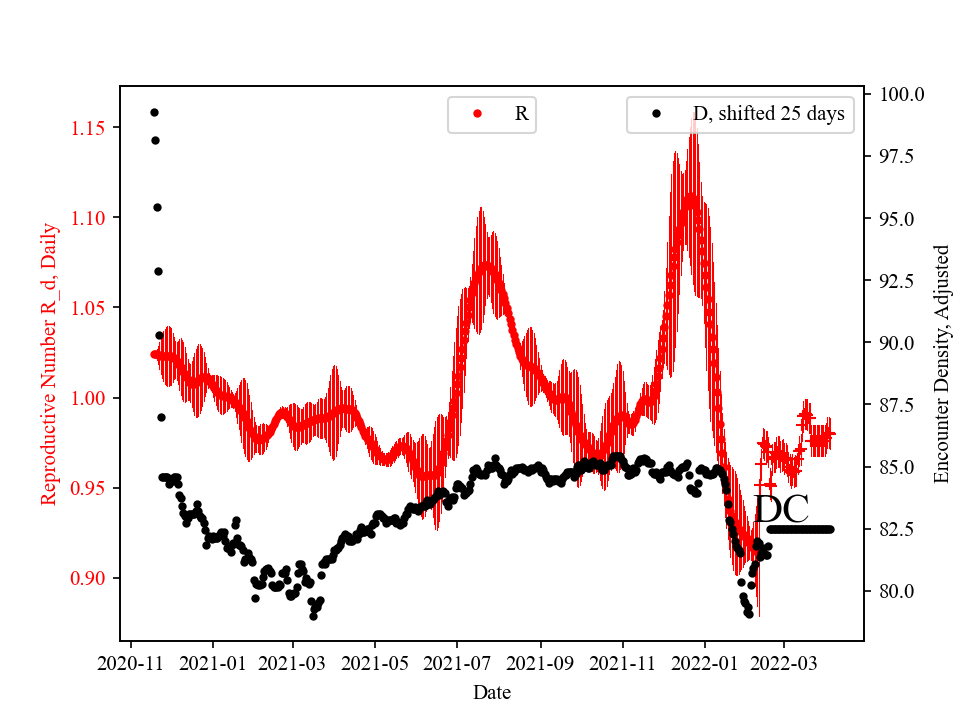 R
D, shifted 25 days
Reproductive Number R_d, Daily
1.15
1.10
1.05
1.00
0.95
0.90
100.0
97.5
95.0
92.5
90.0
87.5
85.0
82.5
80.0
Encounter Density, Adjusted
DC
2020-11 2021-01 2021-03 2021-05 2021-07 2021-09 2021-11 2022-01 2022-03
Date